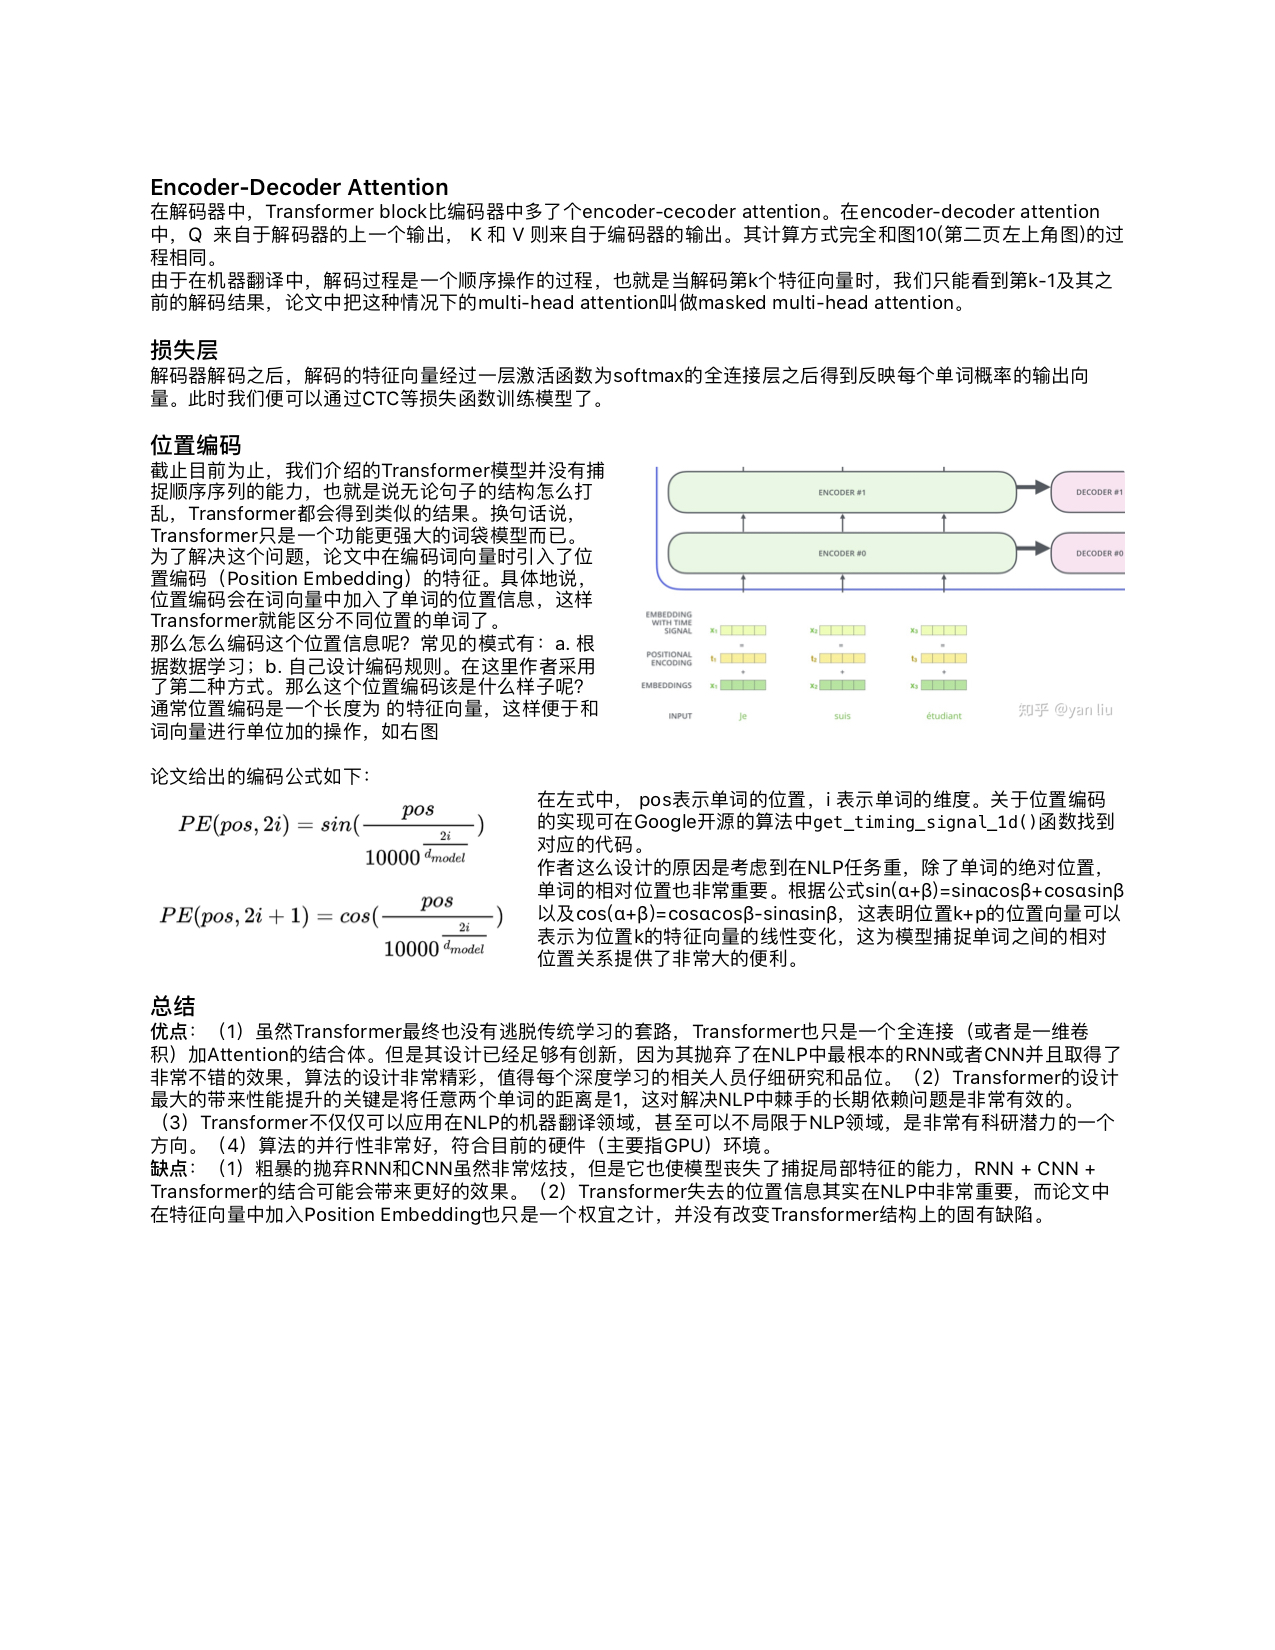 Encoder-Decoder Attention
在解码器中，Transformer block比编码器中多了个encoder-cecoder attention。在encoder-decoder attention
中，Q 来自于解码器的上一个输出， K 和 V 则来自于编码器的输出。其计算方式完全和图10(第二页左上角图)的过
程相同。
由于在机器翻译中，解码过程是一个顺序操作的过程，也就是当解码第k个特征向量时，我们只能看到第k-1及其之
前的解码结果，论文中把这种情况下的multi-head attention叫做masked multi-head attention。
损失层
解码器解码之后，解码的特征向量经过一层激活函数为softmax的全连接层之后得到反映每个单词概率的输出向
量。此时我们便可以通过CTC等损失函数训练模型了。
位置编码
截止目前为止，我们介绍的Transformer模型并没有捕
捉顺序序列的能力，也就是说无论句子的结构怎么打
乱，Transformer都会得到类似的结果。换句话说，
Transformer只是一个功能更强大的词袋模型而已。
为了解决这个问题，论文中在编码词向量时引入了位
置编码（Position Embedding）的特征。具体地说，
位置编码会在词向量中加入了单词的位置信息，这样
Transformer就能区分不同位置的单词了。
那么怎么编码这个位置信息呢？常见的模式有：a. 根
据数据学习；b. 自己设计编码规则。在这里作者采用
了第二种方式。那么这个位置编码该是什么样子呢？
通常位置编码是一个长度为 的特征向量，这样便于和
词向量进行单位加的操作，如右图
ENCODER #1 DECODER #1
ENCODER #0 DECODER #0
EMBEDDING
WITH TIME
SIGNAL x₁ x₂ x₃
= = =
POSITIONAL
ENCODING t₁ t₂ t₃
+ + +
EMBEDDINGS x₁ x₂ x₃
INPUT Je suis étudiant
知乎 @yan liu
论文给出的编码公式如下：
PE(pos, 2i) = sin(pos / 10000^(2i/d_model))
PE(pos, 2i + 1) = cos(pos / 10000^(2i/d_model))
在左式中， pos表示单词的位置，i 表示单词的维度。关于位置编码
的实现可在Google开源的算法中get_timing_signal_1d()函数找到
对应的代码。
作者这么设计的原因是考虑到在NLP任务重，除了单词的绝对位置，
单词的相对位置也非常重要。根据公式sin(α+β)=sinαcosβ+cosαsinβ
以及cos(α+β)=cosαcosβ-sinαsinβ，这表明位置k+p的位置向量可以
表示为位置k的特征向量的线性变化，这为模型捕捉单词之间的相对
位置关系提供了非常大的便利。
总结
优点：（1）虽然Transformer最终也没有逃脱传统学习的套路，Transformer也只是一个全连接（或者是一维卷
积）加Attention的结合体。但是其设计已经足够有创新，因为其抛弃了在NLP中最根本的RNN或者CNN并且取得了
非常不错的效果，算法的设计非常精彩，值得每个深度学习的相关人员仔细研究和品位。（2）Transformer的设计
最大的带来性能提升的关键是将任意两个单词的距离是1，这对解决NLP中棘手的长期依赖问题是非常有效的。
（3）Transformer不仅仅可以应用在NLP的机器翻译领域，甚至可以不局限于NLP领域，是非常有科研潜力的一个
方向。（4）算法的并行性非常好，符合目前的硬件（主要指GPU）环境。
缺点：（1）粗暴的抛弃RNN和CNN虽然非常炫技，但是它也使模型丧失了捕捉局部特征的能力，RNN + CNN +
Transformer的结合可能会带来更好的效果。（2）Transformer失去的位置信息其实在NLP中非常重要，而论文中
在特征向量中加入Position Embedding也只是一个权宜之计，并没有改变Transformer结构上的固有缺陷。